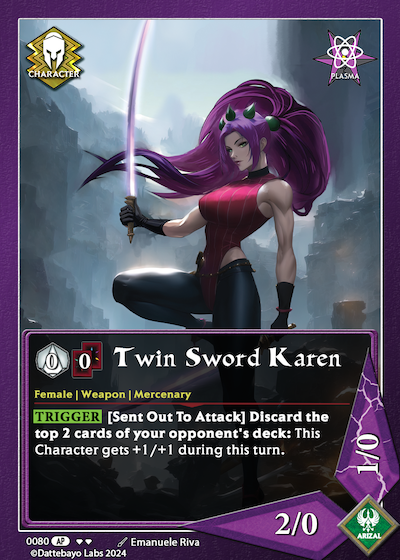 CHARACTER
PLASMA
0 0 Twin Sword Karen
Female | Weapon | Mercenary
TRIGGER [Sent Out To Attack] Discard the
top 2 cards of your opponent's deck: This
Character gets +1/+1 during this turn.
1/0
2/0
ARIZAL
0080 AP Emanuele Riva
©Dattebayo Labs 2024